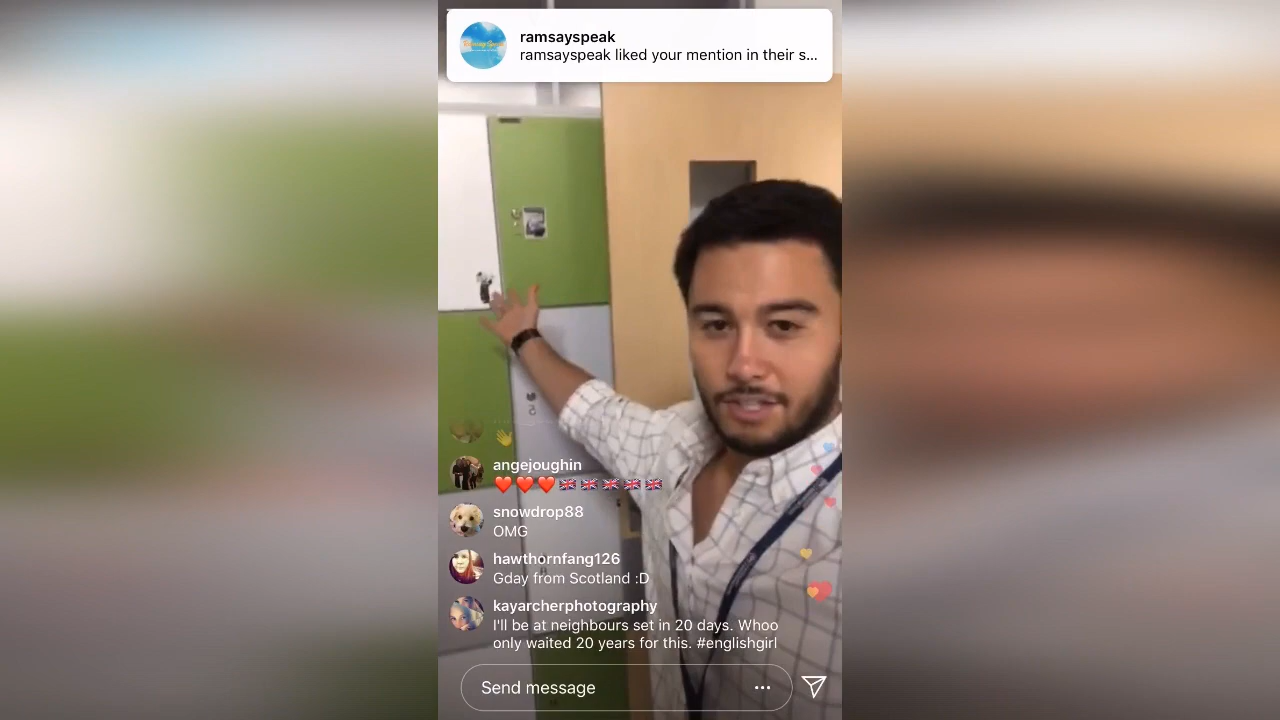 ramsayspeak
ramsayspeak liked your mention in their s...
👋
angejoughin
❤️❤️❤️🇬🇧🇬🇧🇬🇧🇬🇧🇬🇧
snowdrop88
OMG
hawthornfang126
Gday from Scotland :D
kayarcherphotography
I'll be at neighbours set in 20 days. Whoo
only waited 20 years for this. #englishgirl
Send message